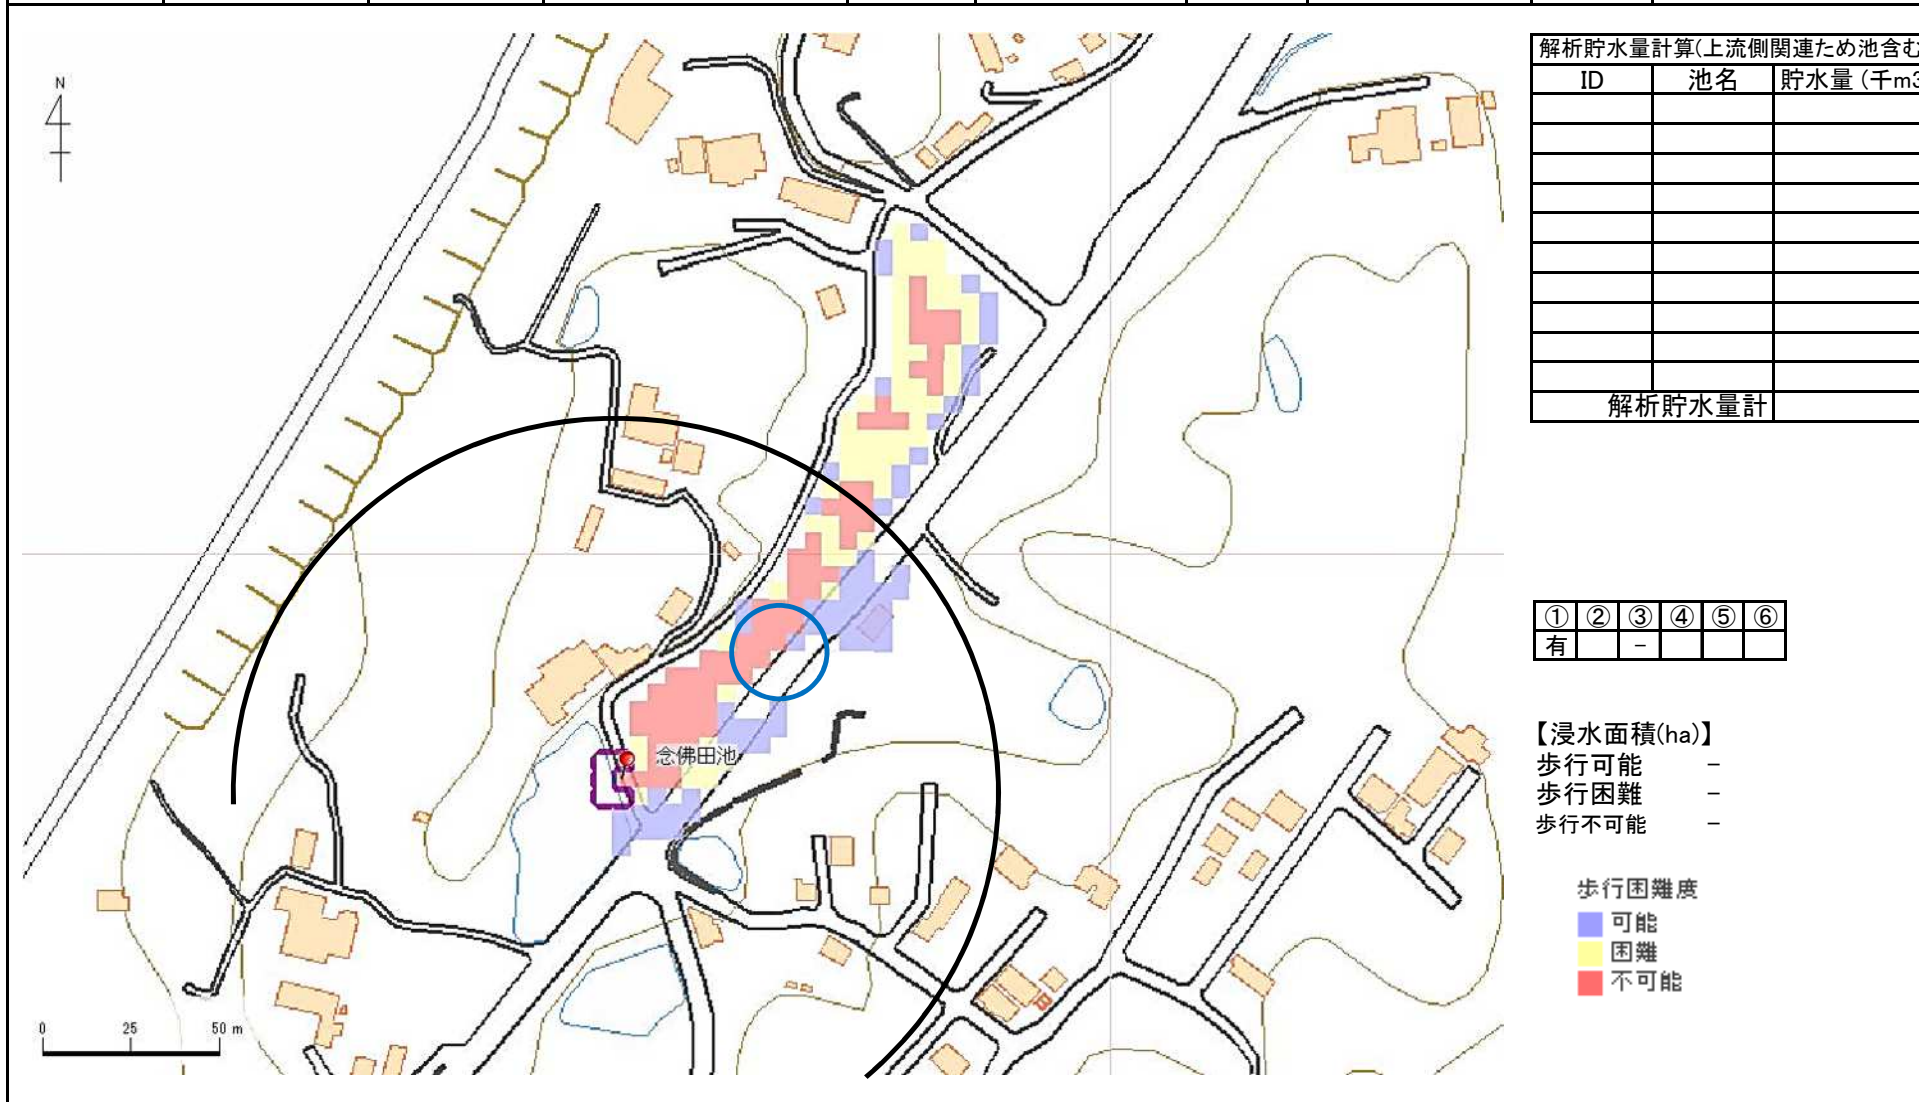 N
解析貯水量計算(上流側関連ため池含む
ID 池名 貯水量 (千m3
解析貯水量計
① ② ③ ④ ⑤ ⑥
有 -
念佛田池
【浸水面積(ha)】
歩行可能 -
歩行困難 -
歩行不可能 -
歩行困難度
可能
困難
不可能
0 25 50 m